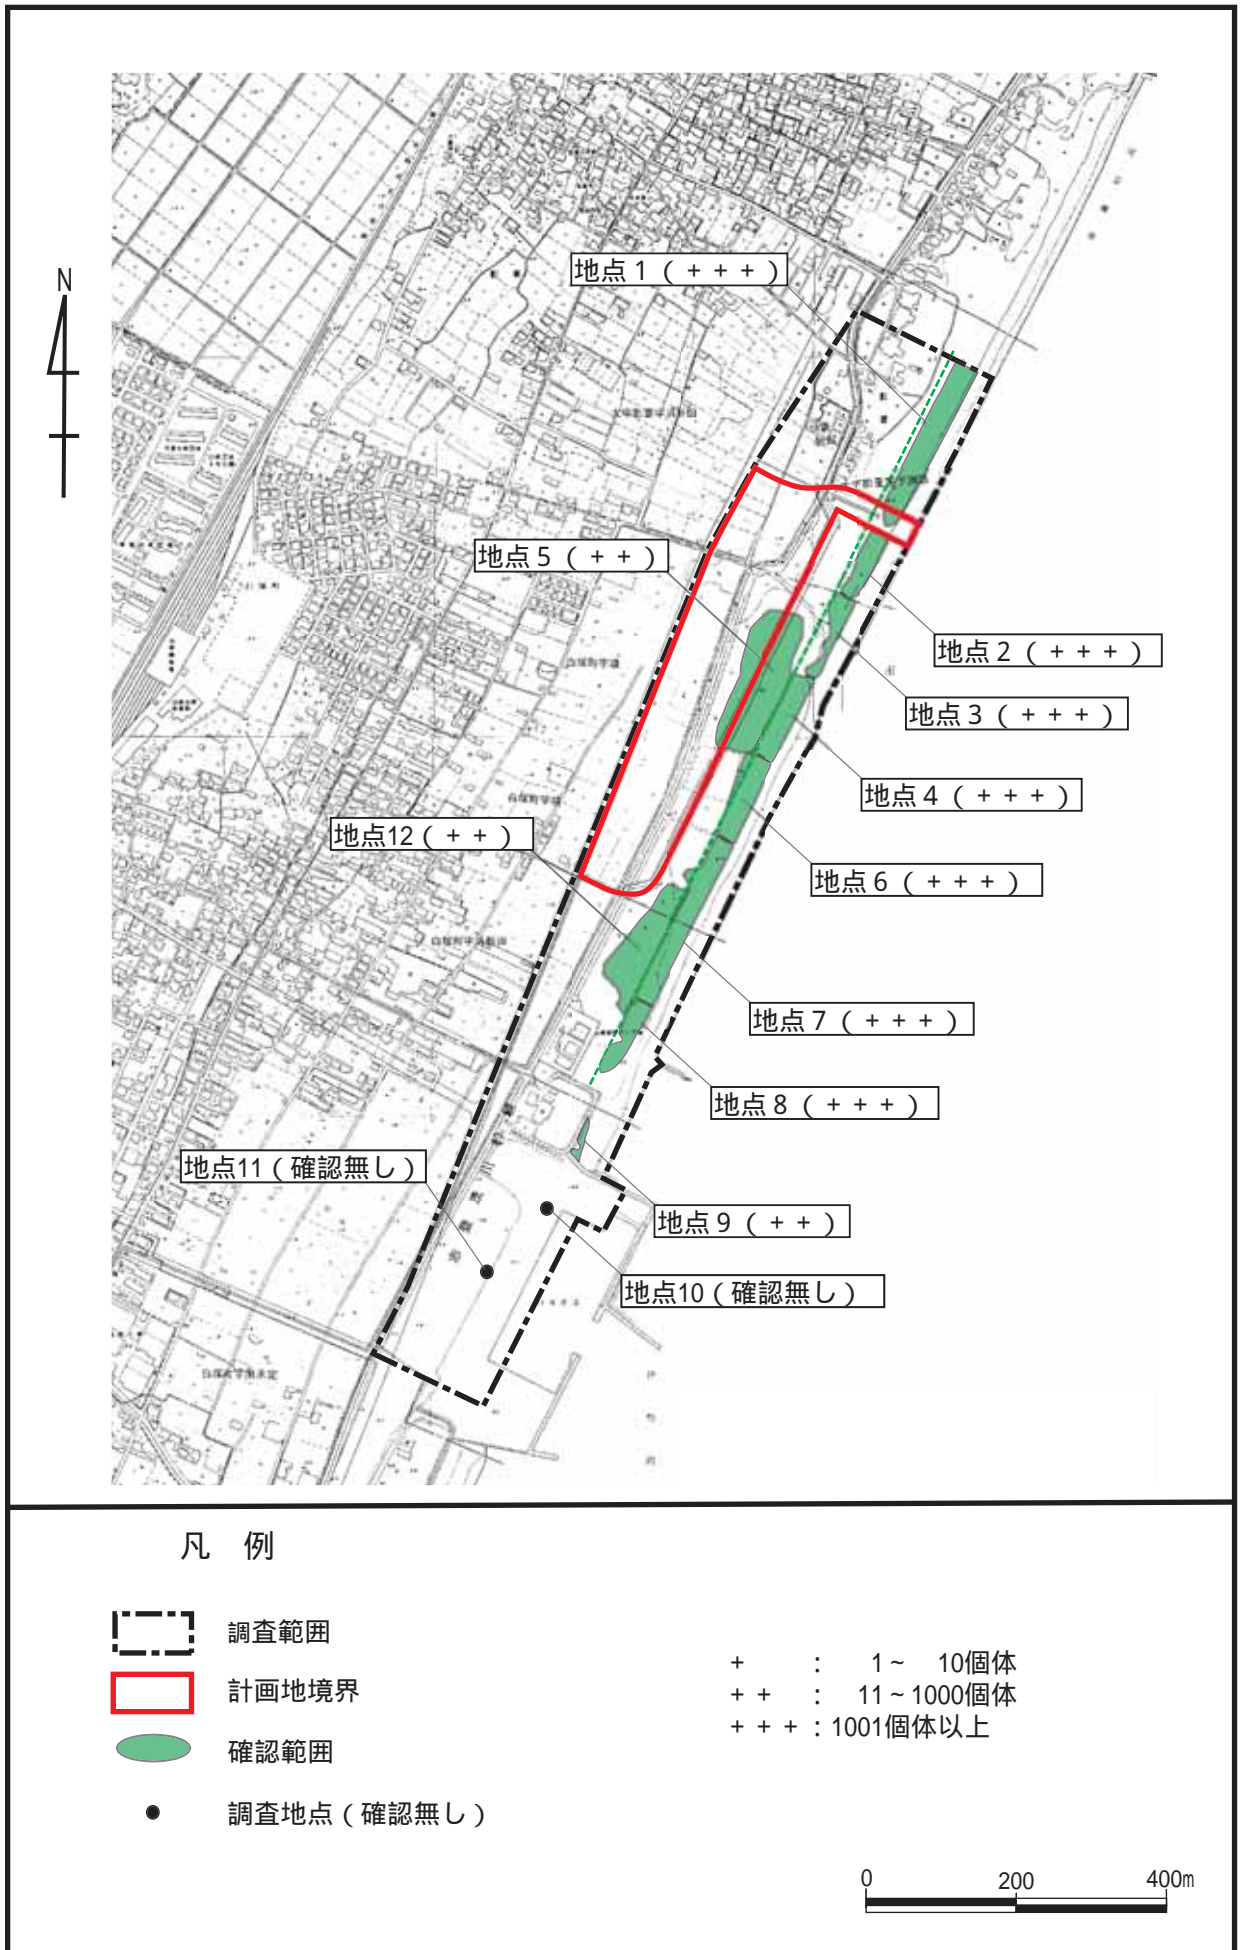 N
地点1(+++)
地点5(++)
地点2(+++)
地点3(+++)
地点4(+++)
地点12(++)
地点6(+++)
地点7(+++)
地点8(+++)
地点11(確認無し)
地点9(++)
地点10(確認無し)
凡 例
調査範囲
計画地境界
確認範囲
調査地点(確認無し)
+ : 1~ 10個体
++ : 11~1000個体
+++:1001個体以上
0 200 400m